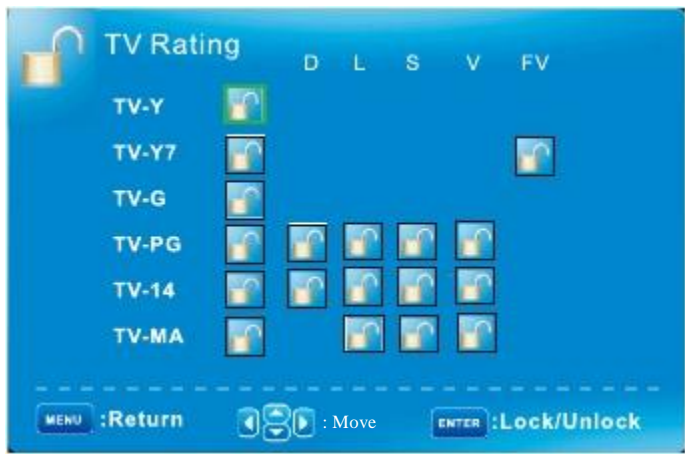 TV Rating
D L S V FV
TV-Y
TV-Y7
TV-G
TV-PG
TV-14
TV-MA
MENU :Return : Move ENTER :Lock/Unlock